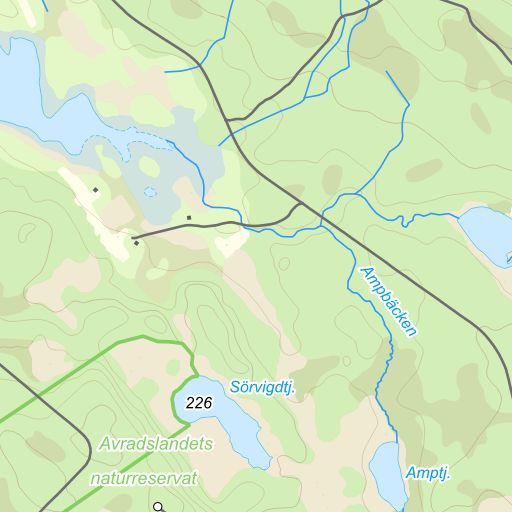 Ampbäcken
Sörvigdtj.
226
Avradslandets
naturreservat
Amptj.